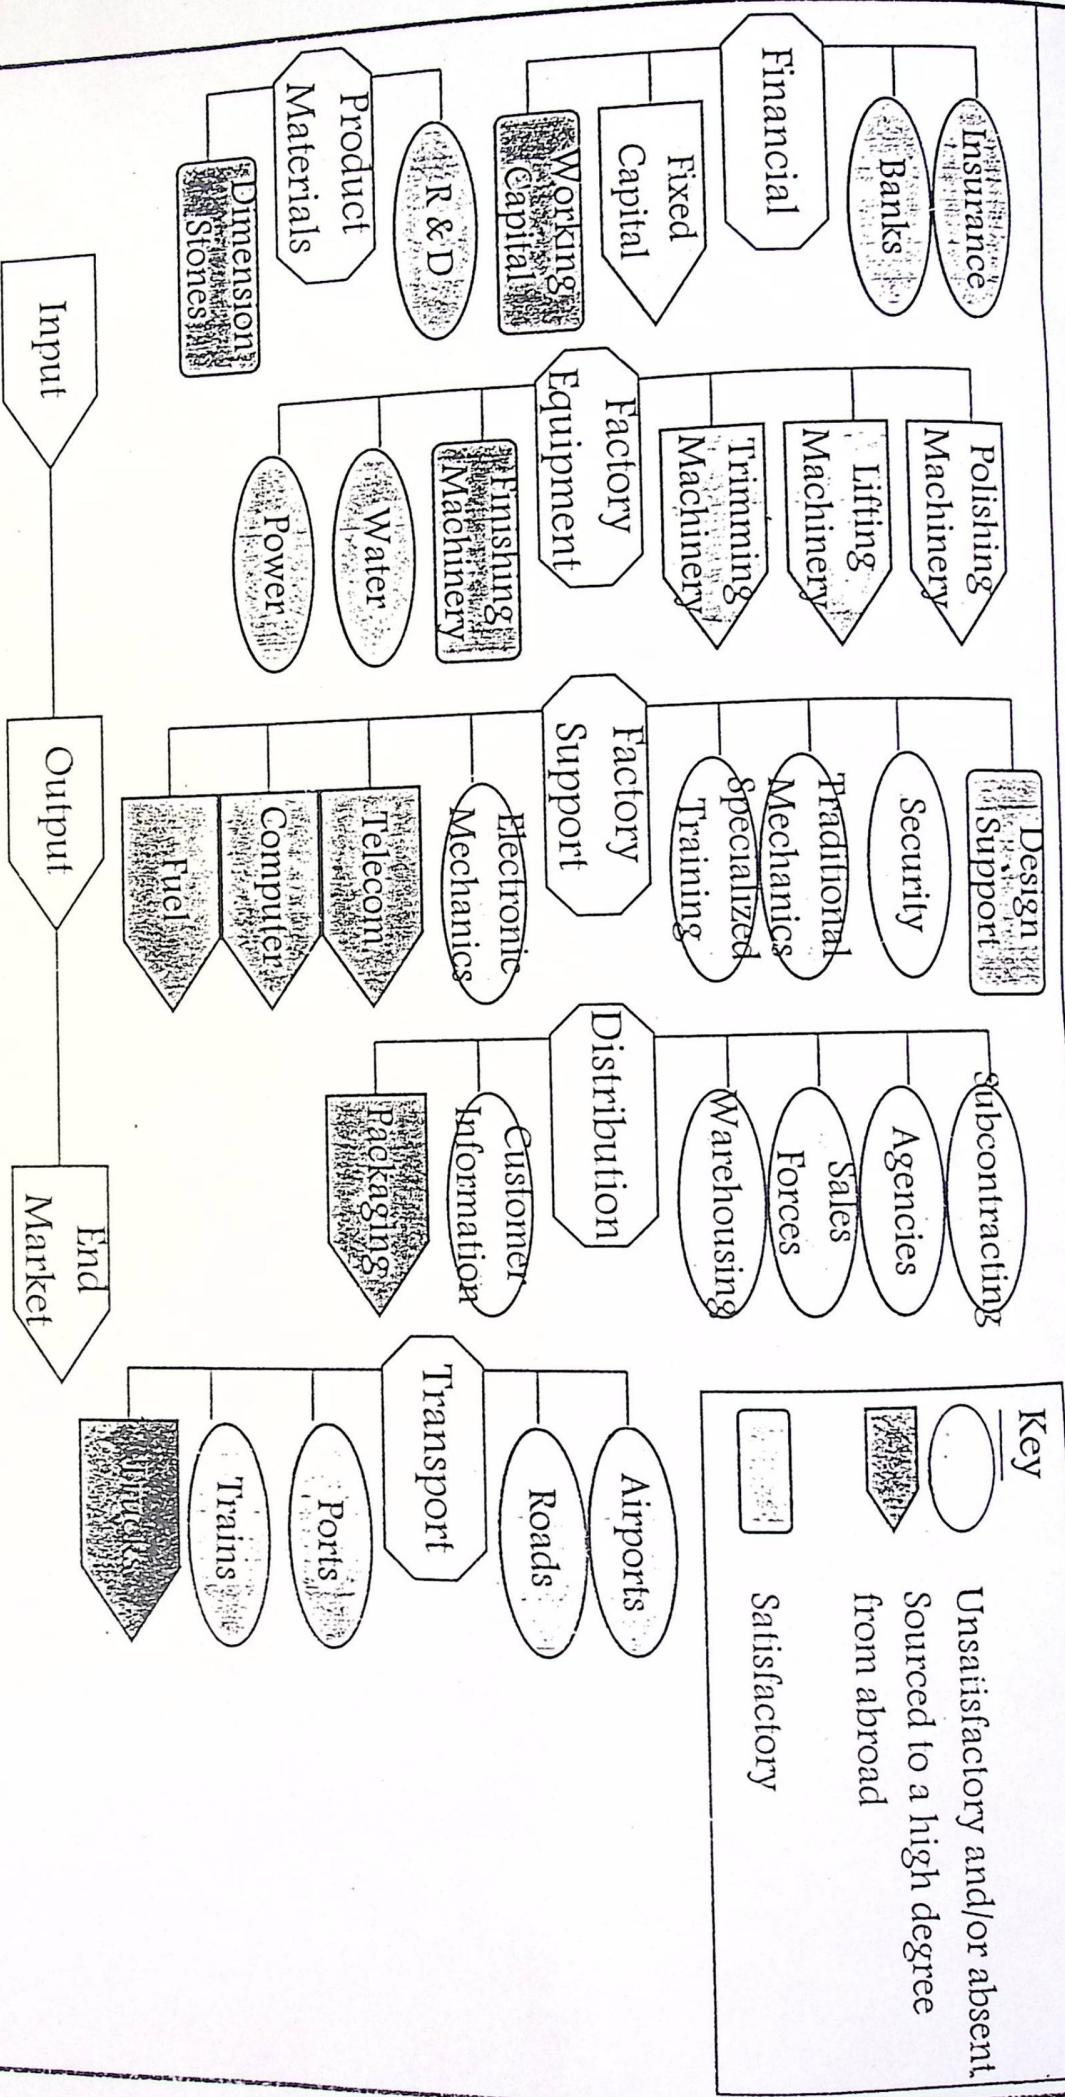 Key
Unsatisfactory and/or absent
Sourced to a high degree
from abroad
Satisfactory
Insurance
Banks
Financial
Fixed
Capital
Working
Capital
R & D
Product
Materials
Dimension
Stones
Polishing
Machinery
Lifting
Machinery
Trimming
Machinery
Factory
Equipment
Finishing
Machinery
Water
Power
Design
Support
Security
Traditional
Mechanics
Specialized
Training
Factory
Support
Electronic
Mechanics
Telecom
Computer
Fuel
Subcontracting
Agencies
Sales
Forces
Warehousing
Distribution
Customer
Information
Packaging
Airports
Roads
Transport
Ports
Trains
Trucks
Input
Output
End
Market